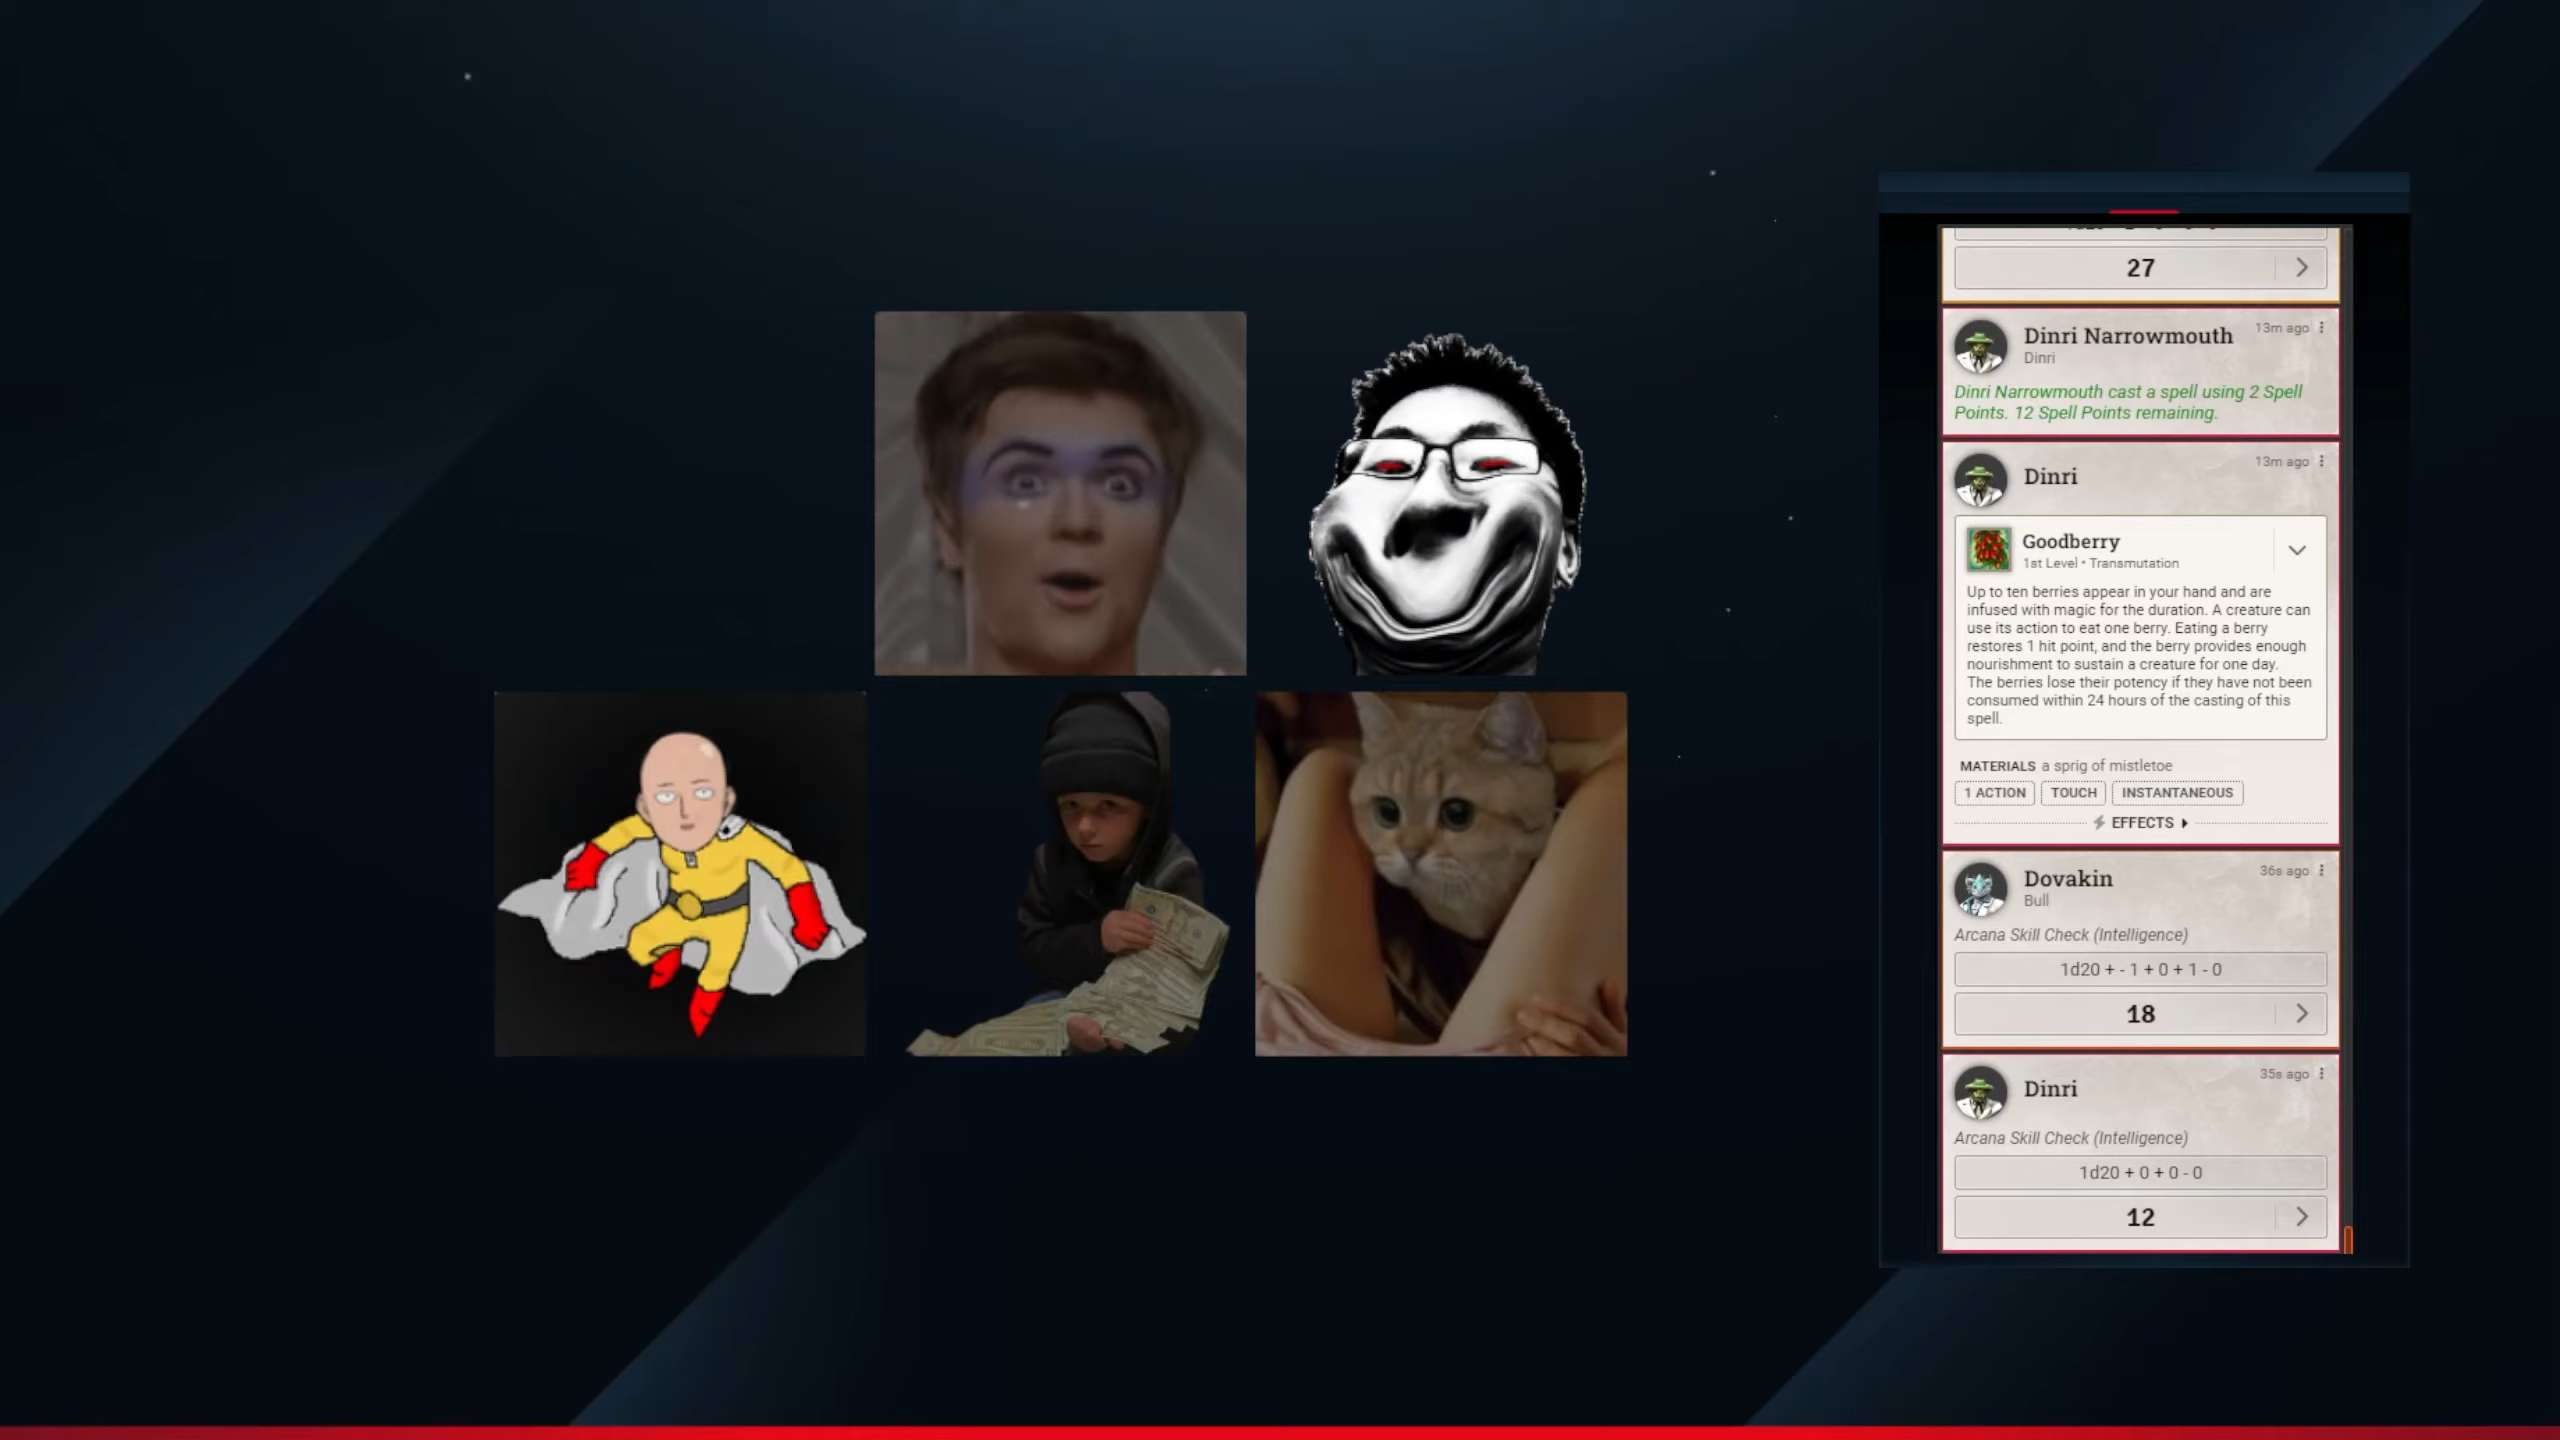 27
Dinri Narrowmouth
13m ago
Dinri
Dinri Narrowmouth cast a spell using 2 Spell
Points. 12 Spell Points remaining.
Dinri
13m ago
Goodberry
1st Level • Transmutation
Up to ten berries appear in your hand and are
infused with magic for the duration. A creature can
use its action to eat one berry. Eating a berry
restores 1 hit point, and the berry provides enough
nourishment to sustain a creature for one day.
The berries lose their potency if they have not been
consumed within 24 hours of the casting of this
spell.
MATERIALS a sprig of mistletoe
1 ACTION TOUCH INSTANTANEOUS
EFFECTS
Dovakin
36s ago
Bull
Arcana Skill Check (Intelligence)
1d20 + - 1 + 0 + 1 - 0
18
Dinri
35s ago
Arcana Skill Check (Intelligence)
1d20 + 0 + 0 - 0
12